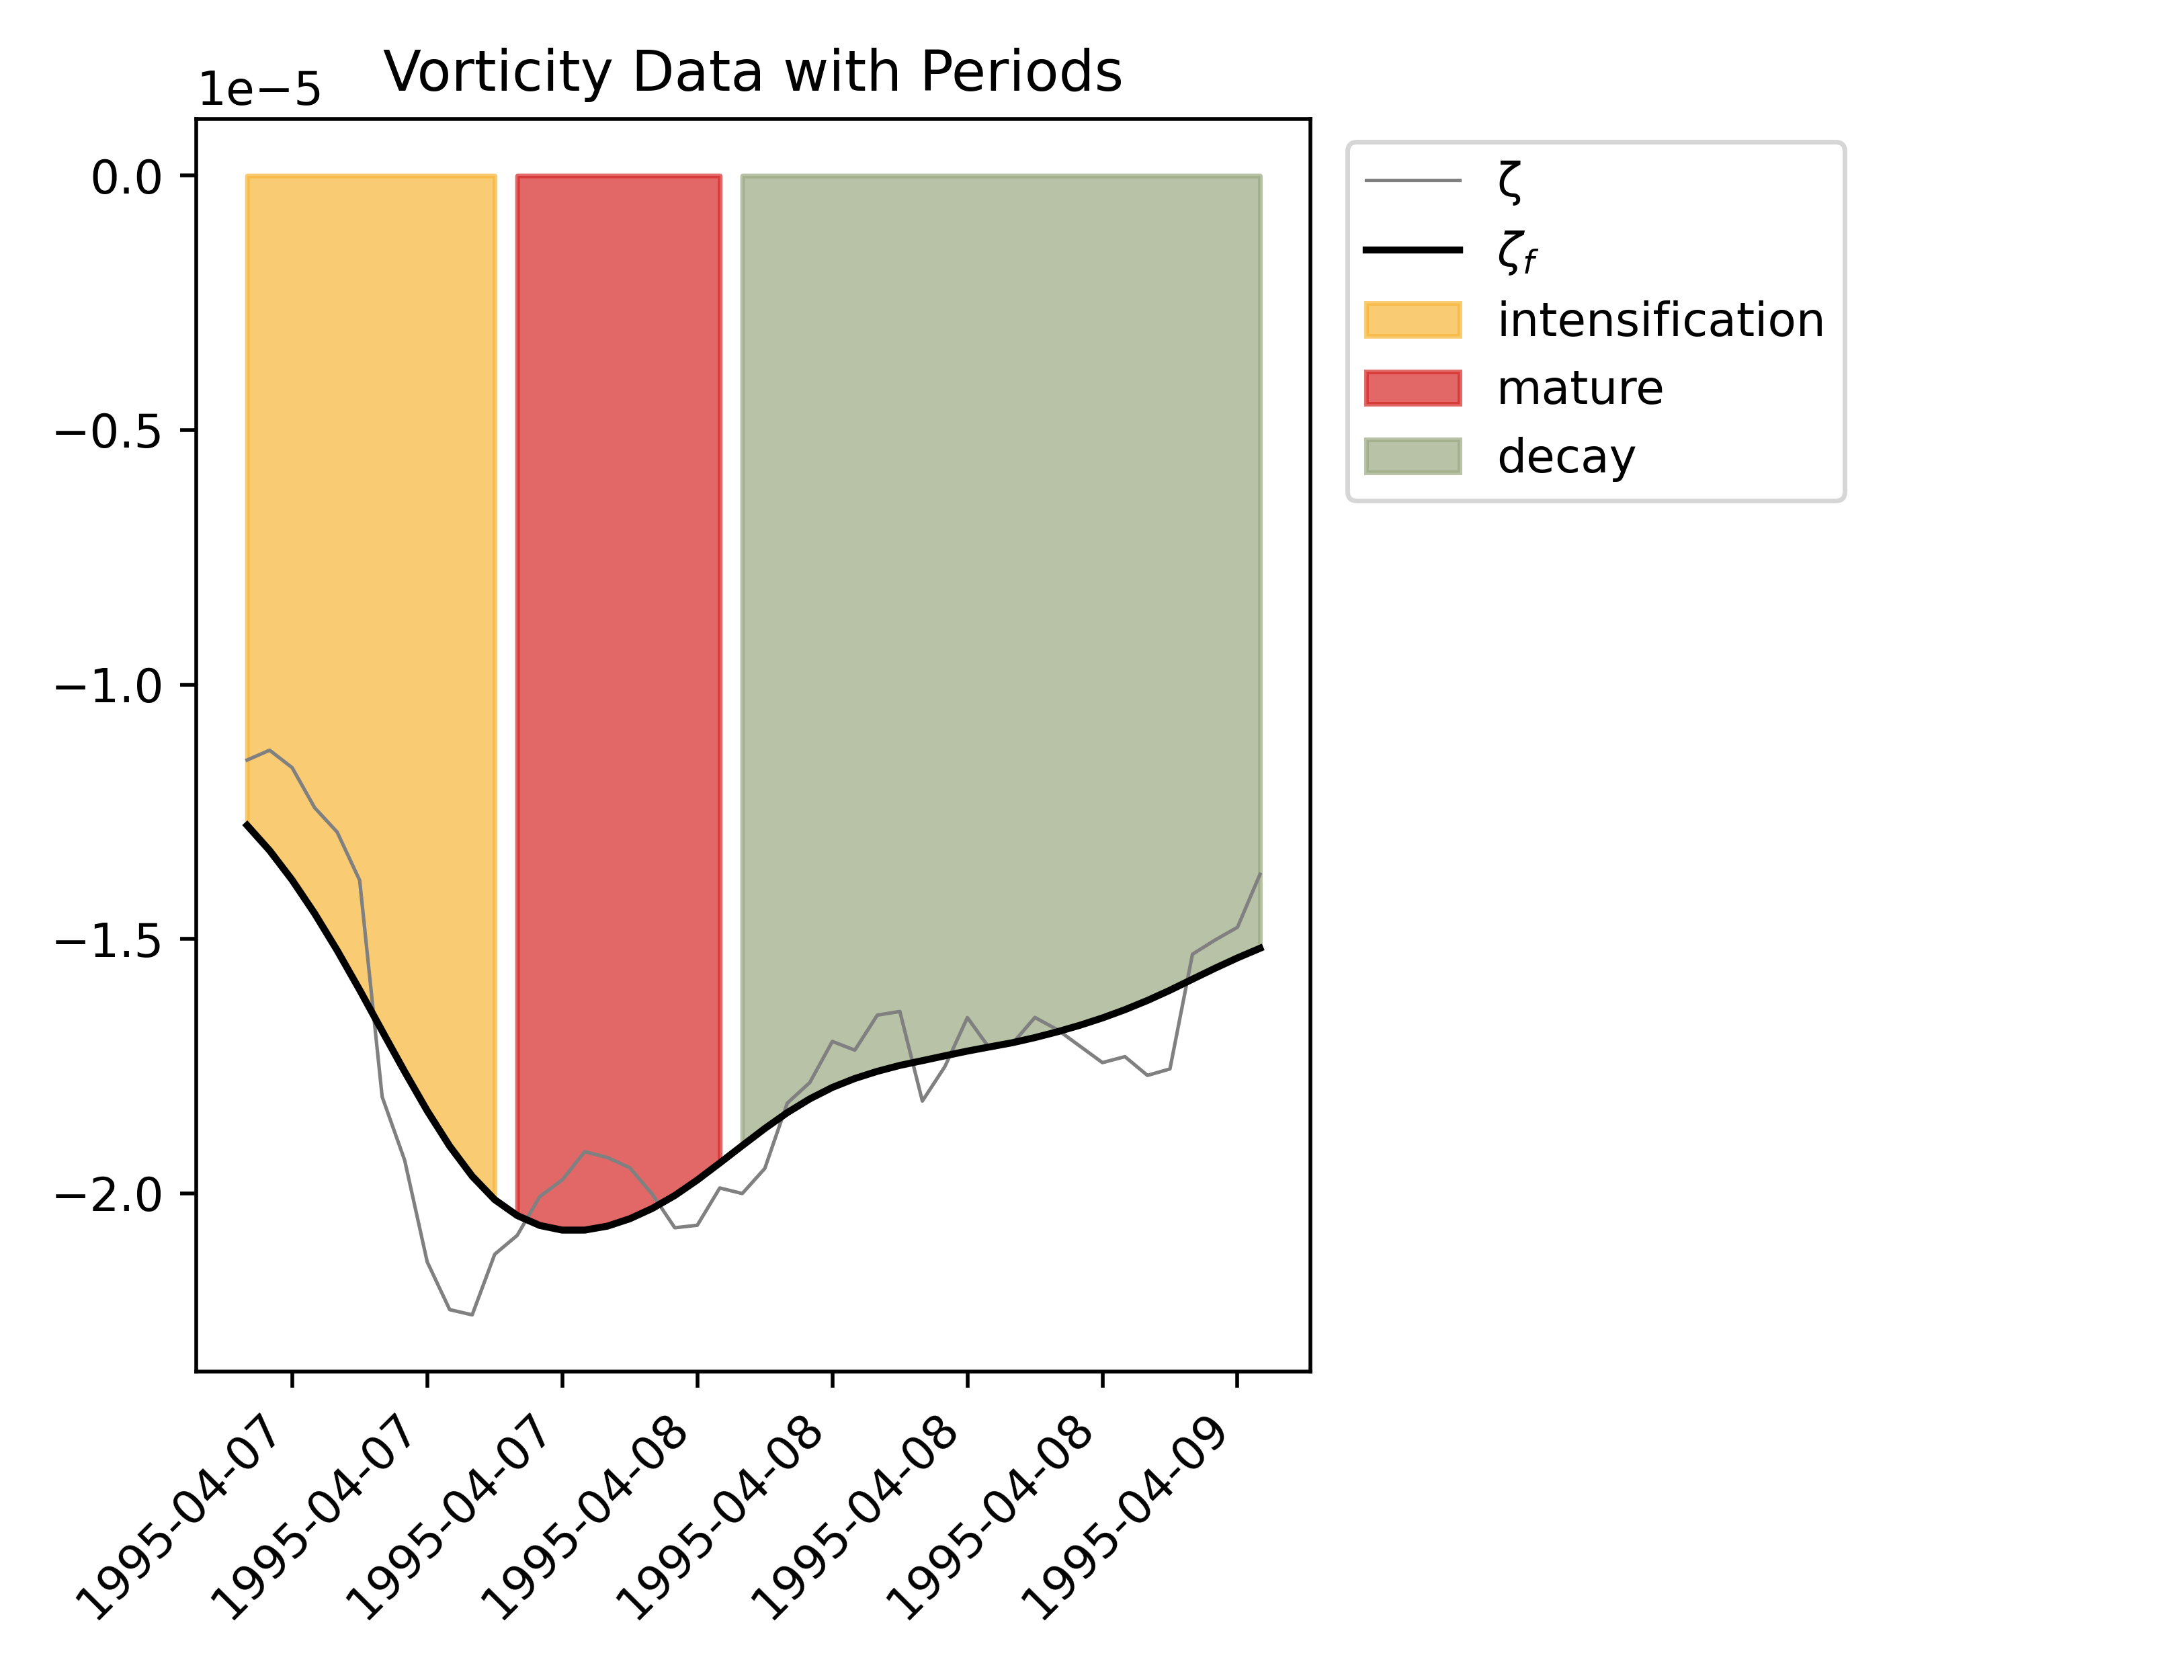 Vorticity Data with Periods
1e−5
0.0
−0.5
−1.0
−1.5
−2.0
1995-04-07
1995-04-07
1995-04-07
1995-04-08
1995-04-08
1995-04-08
1995-04-08
1995-04-09
ζ
ζf
intensification
mature
decay